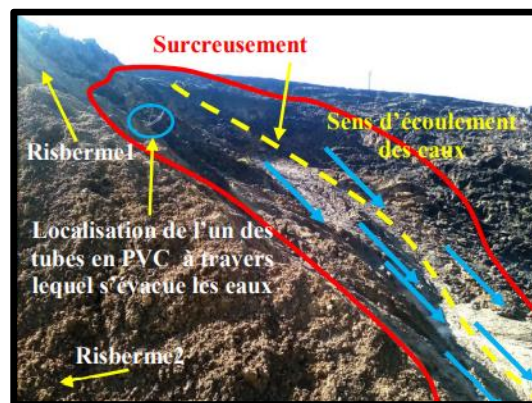 Surcreusement
Sens d'écoulement
des eaux
Risberme1
Localisation de l'un des
tubes en PVC à travers
lequel s'évacue les eaux
Risberme2